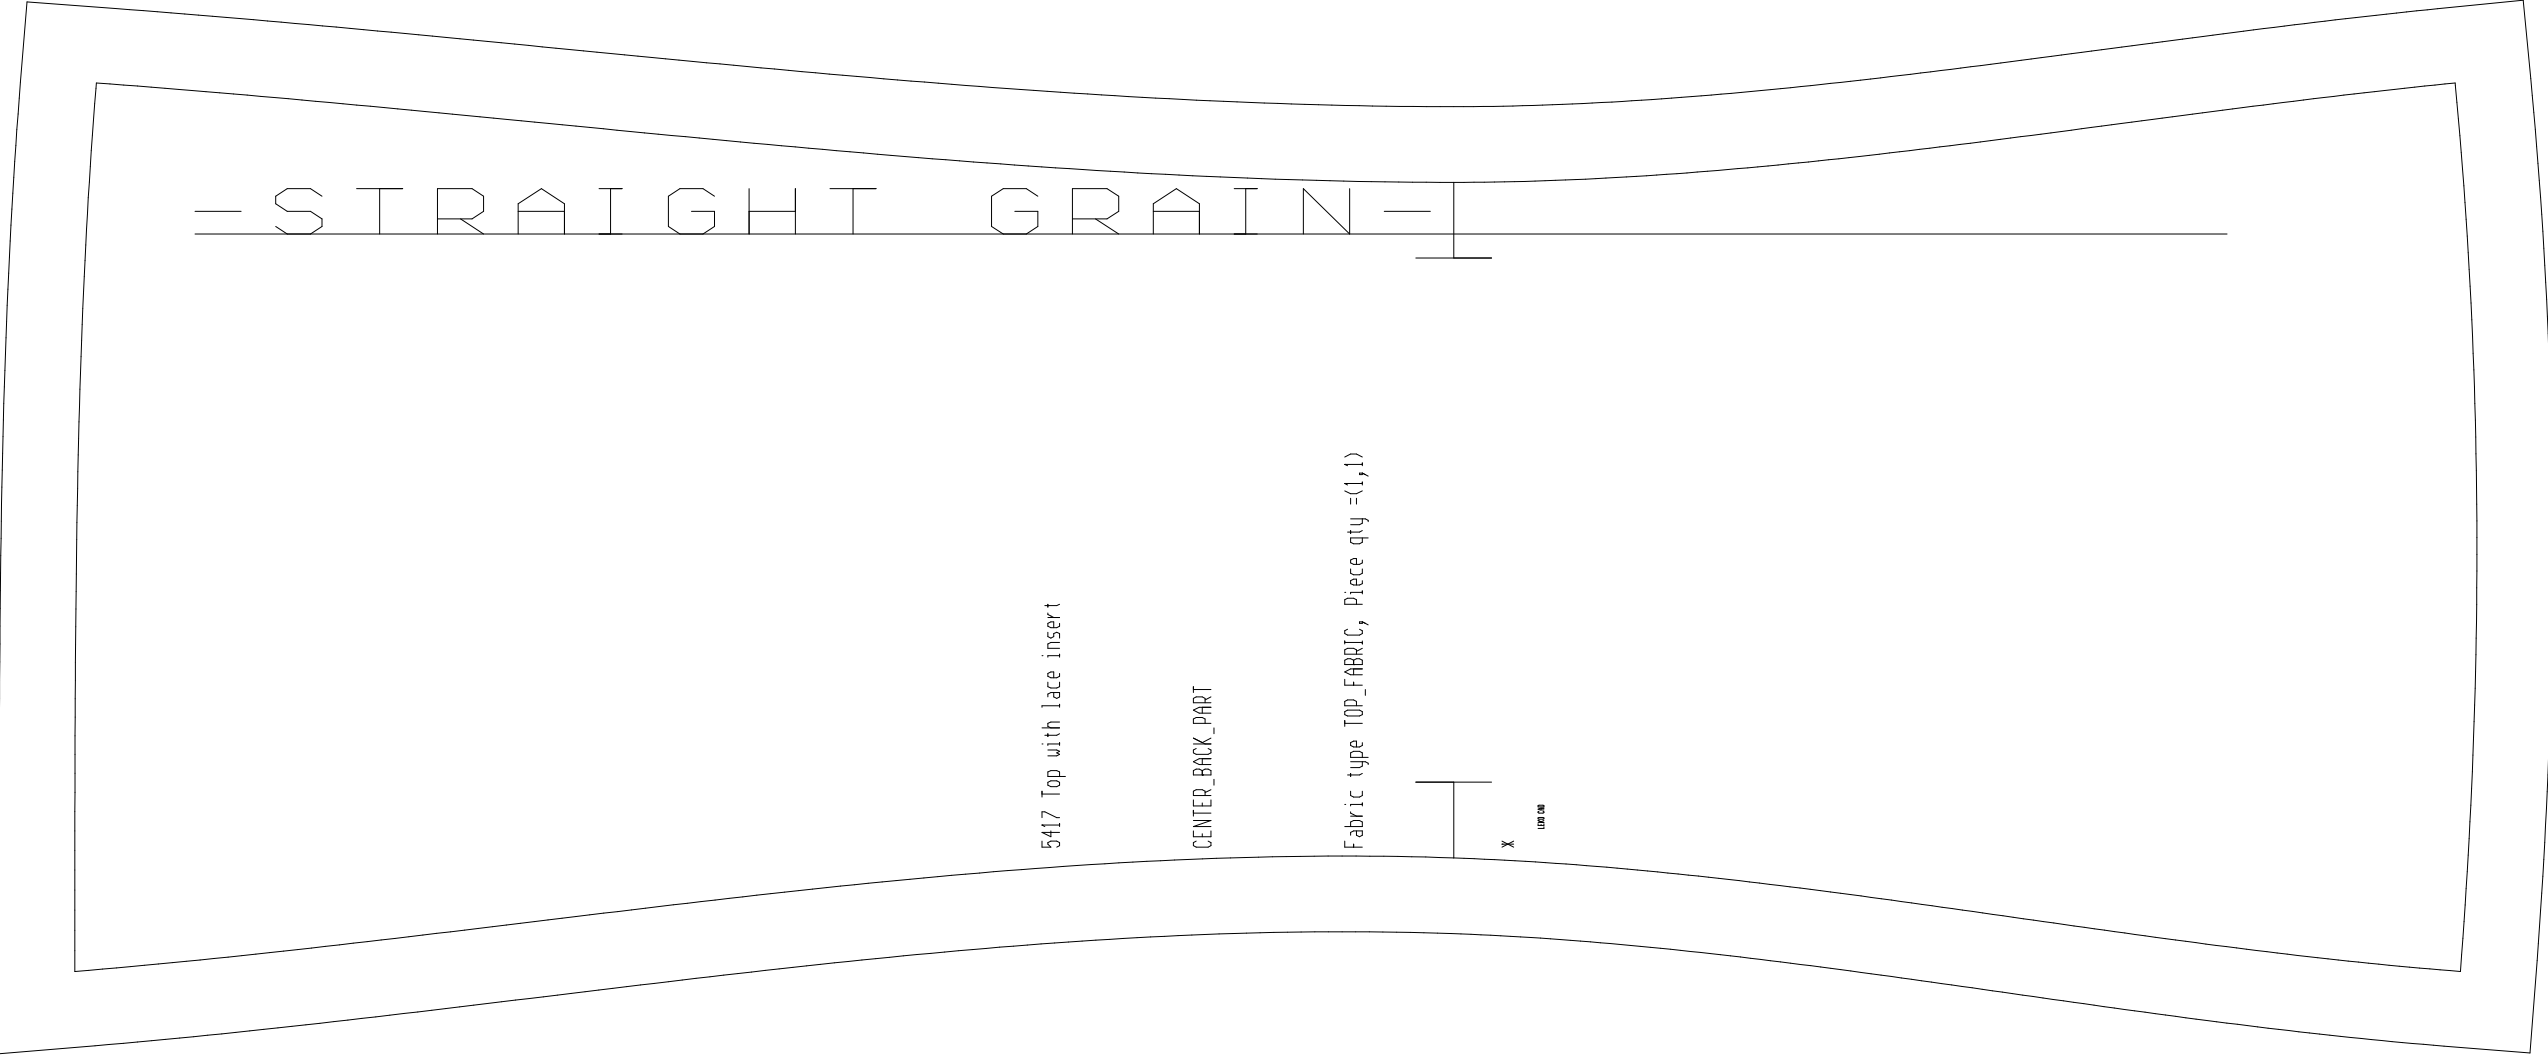 -STRAIGHT GRAIN-
5417 Top with lace insert
CENTER_BACK_PART
Fabric type TOP_FABRIC, Piece qty =(1,1)
X